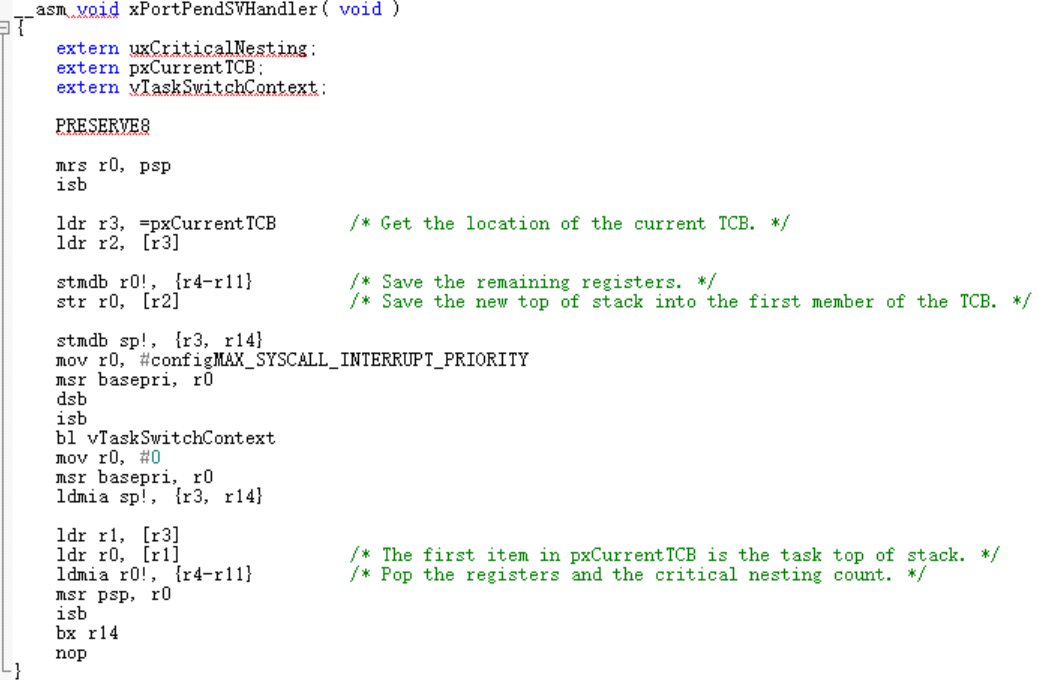 __asm void xPortPendSVHandler( void )
{
    extern uxCriticalNesting;
    extern pxCurrentTCB;
    extern vTaskSwitchContext;

    PRESERVE8

    mrs r0, psp
    isb

    ldr r3, =pxCurrentTCB       /* Get the location of the current TCB. */
    ldr r2, [r3]

    stmdb r0!, {r4-r11}         /* Save the remaining registers. */
    str r0, [r2]                /* Save the new top of stack into the first member of the TCB. */

    stmdb sp!, {r3, r14}
    mov r0, #configMAX_SYSCALL_INTERRUPT_PRIORITY
    msr basepri, r0
    dsb
    isb
    bl vTaskSwitchContext
    mov r0, #0
    msr basepri, r0
    ldmia sp!, {r3, r14}

    ldr r1, [r3]
    ldr r0, [r1]                /* The first item in pxCurrentTCB is the task top of stack. */
    ldmia r0!, {r4-r11}         /* Pop the registers and the critical nesting count. */
    msr psp, r0
    isb
    bx r14
    nop
}